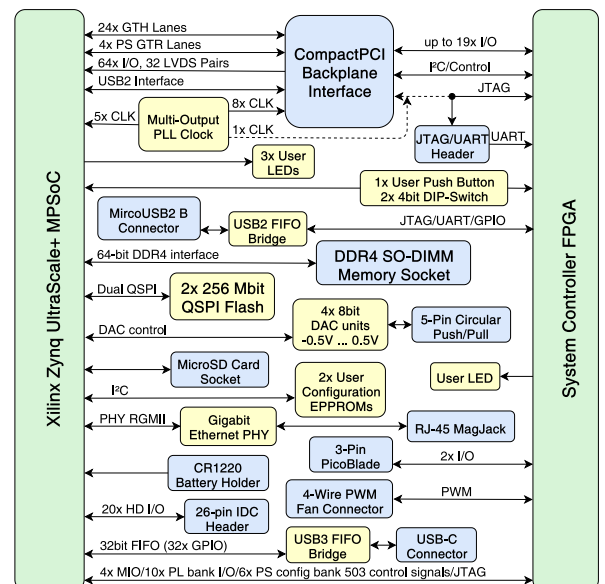 24x GTH Lanes
4x PS GTR Lanes
64x I/O, 32 LVDS Pairs
USB2 Interface
CompactPCI
Backplane
Interface
up to 19x I/O
I²C/Control
JTAG
5x CLK
Multi-Output
PLL Clock
8x CLK
1x CLK
JTAG/UART
Header
UART
3x User
LEDs
1x User Push Button
2x 4bit DIP-Switch
MircoUSB2 B
Connector
USB2 FIFO
Bridge
JTAG/UART/GPIO
64-bit DDR4 interface
DDR4 SO-DIMM
Memory Socket
Dual QSPI
2x 256 Mbit
QSPI Flash
DAC control
4x 8bit
DAC units
-0.5V ... 0.5V
5-Pin Circular
Push/Pull
MicroSD Card
Socket
I²C
2x User
Configuration
EPPROMs
User LED
PHY RGMII
Gigabit
Ethernet PHY
RJ-45 MagJack
3-Pin
PicoBlade
2x I/O
CR1220
Battery Holder
4-Wire PWM
Fan Connector
PWM
20x HD I/O
26-pin IDC
Header
32bit FIFO (32x GPIO)
USB3 FIFO
Bridge
USB-C
Connector
4x MIO/10x PL bank I/O/6x PS config bank 503 control signals/JTAG
Xilinx Zynq UltraScale+ MPSoC
System Controller FPGA